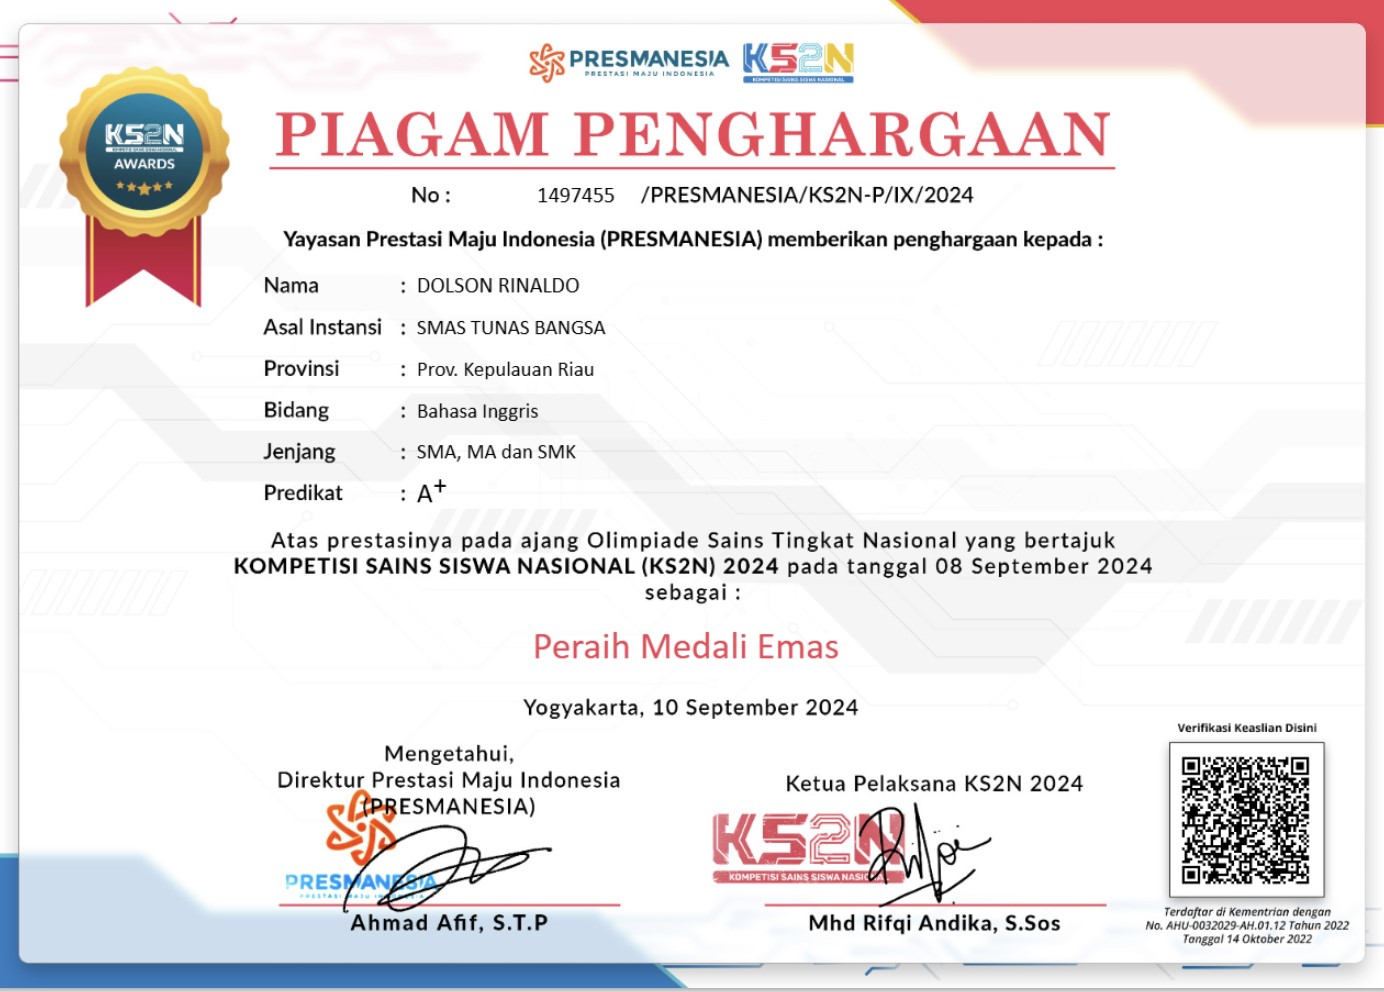 PRESMANESIA
PRESTASI MAJU INDONESIA
KS2N
KOMPETISI SAINS SISWA NASIONAL
KS2N
AWARDS
PIAGAM PENGHARGAAN
No : 1497455 /PRESMANESIA/KS2N-P/IX/2024
Yayasan Prestasi Maju Indonesia (PRESMANESIA) memberikan penghargaan kepada :
Nama : DOLSON RINALDO
Asal Instansi : SMAS TUNAS BANGSA
Provinsi : Prov. Kepulauan Riau
Bidang : Bahasa Inggris
Jenjang : SMA, MA dan SMK
Predikat : A+
Atas prestasinya pada ajang Olimpiade Sains Tingkat Nasional yang bertajuk
KOMPETISI SAINS SISWA NASIONAL (KS2N) 2024 pada tanggal 08 September 2024
sebagai :
Peraih Medali Emas
Yogyakarta, 10 September 2024
Mengetahui,
Direktur Prestasi Maju Indonesia
(PRESMANESIA)
PRESMANESIA
PRESTASI MAJU INDONESIA
Ahmad Afif, S.T.P
Ketua Pelaksana KS2N 2024
KS2N
KOMPETISI SAINS SISWA
Mhd Rifqi Andika, S.Sos
Verifikasi Keaslian Disini
Terdaftar di Kementrian dengan
No. AHU-0032029-AH.01.12 Tahun 2022
Tanggal 14 Oktober 2022